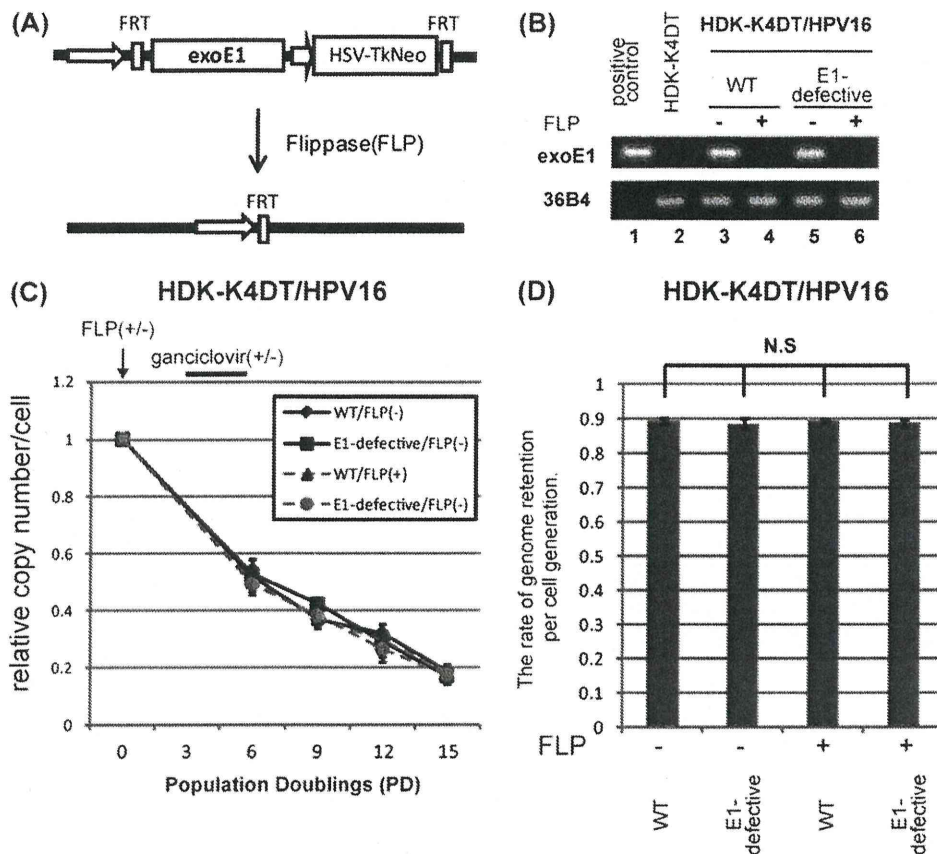 (A)
FRT
FRT
exoE1
HSV-TkNeo
Flippase(FLP)
FRT
(B)
positive control
HDK-K4DT
HDK-K4DT/HPV16
WT
E1-defective
FLP
-
+
-
+
exoE1
36B4
1
2
3
4
5
6
(C)
HDK-K4DT/HPV16
FLP(+/-)
ganciclovir(+/-)
relative copy number/cell
1.2
1
0.8
0.6
0.4
0.2
0
WT/FLP(-)
E1-defective/FLP(-)
WT/FLP(+)
E1-defective/FLP(-)
0
3
6
9
12
15
Population Doublings (PD)
(D)
HDK-K4DT/HPV16
N.S
The rate of genome retention
per cell generation.
1
0.9
0.9
0.8
0.7
0.6
0.5
0.4
0.3
0.2
0.1
0
FLP
-
-
+
+
WT
E1-defective
WT
E1-defective